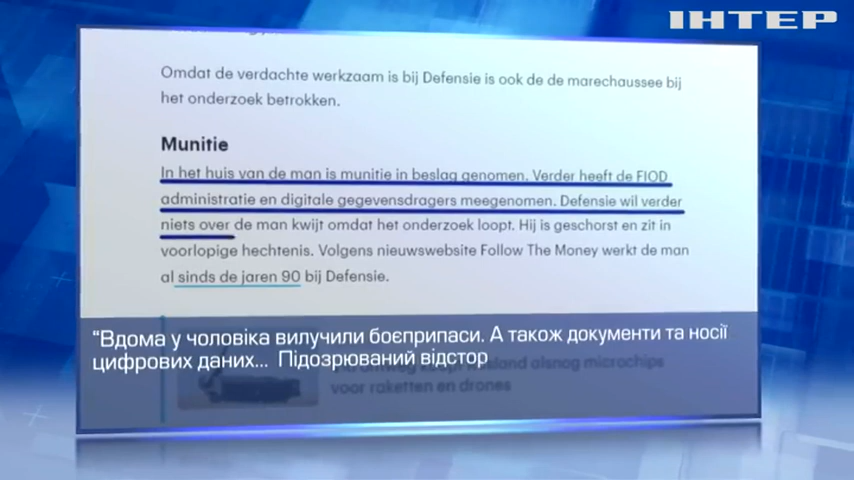 ІНТЕР
Omdat de verdachte werkzaam is bij Defensie is ook de de marechaussee bij
het onderzoek betrokken.
Munitie
In het huis van de man is munitie in beslag genomen. Verder heeft de FIOD
administratie en digitale gegevensdragers meegenomen. Defensie wil verder
niets over de man kwijt omdat het onderzoek loopt. Hij is geschorst en zit in
voorlopige hechtenis. Volgens nieuwswebsite Follow The Money werkt de man
al sinds de jaren 90 bij Defensie.
“Вдома у чоловіка вилучили боєприпаси. А також документи та носії
цифрових даних... Підозрюваний відстор
alsnog microchips
voor raketten en drones